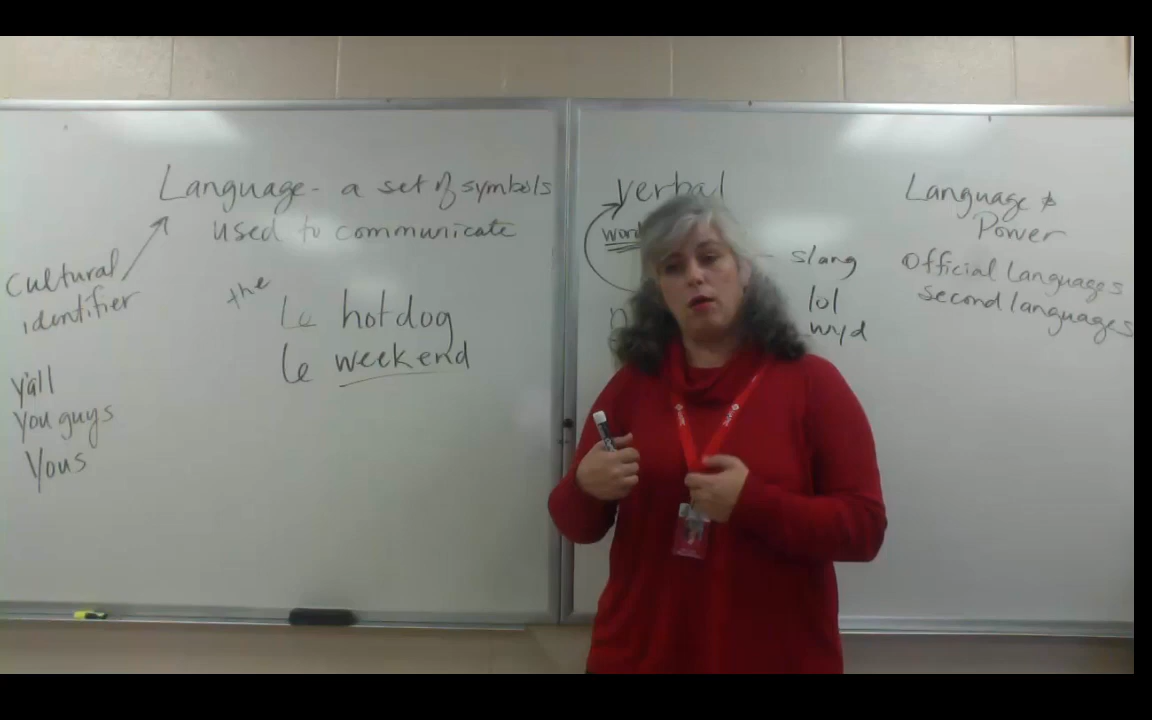 Language - a set of symbols
used to communicate
Cultural
identifier
the
Le hotdog
le weekend
y'all
you guys
Yous
verbal
slang
lol
wyd
Language &
Power
Official Languages
second languages